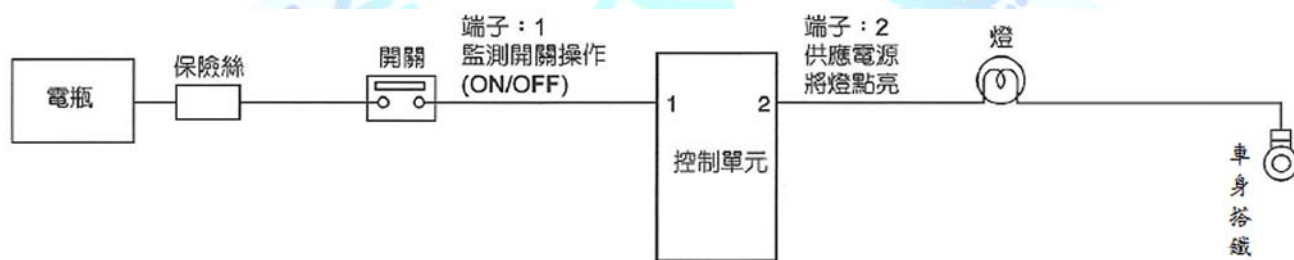 電瓶
保險絲
開關
端子：1
監測開關操作
(ON/OFF)
1
2
控制單元
端子：2
供應電源
將燈點亮
燈
車身搭鐵